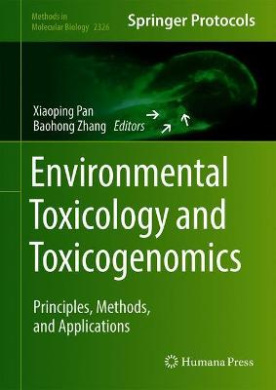 Methods in
Molecular Biology 2326
Springer Protocols
Xiaoping Pan
Baohong Zhang Editors
Environmental
Toxicology and
Toxicogenomics
Principles, Methods,
and Applications
Humana Press